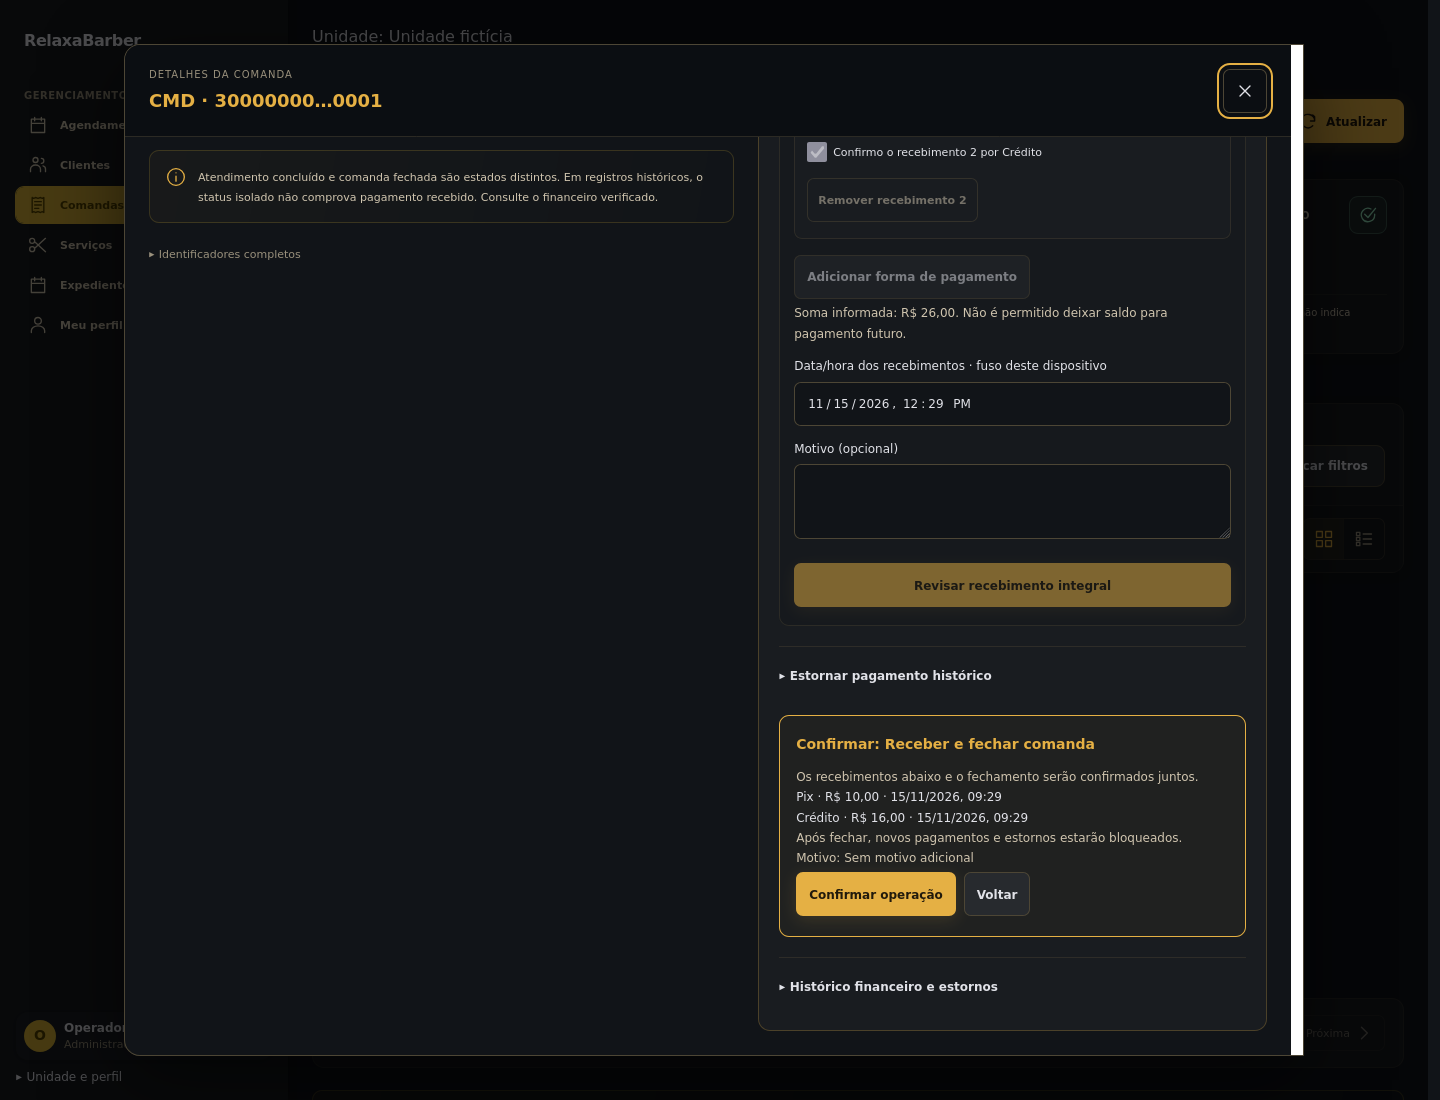 RelaxaBarber
Unidade: Unidade fictícia
GERENCIAMENTO
Agendame
Clientes
Comandas
Serviços
Expediente
Meu perfil
Operador
Administra
▸ Unidade e perfil
DETALHES DA COMANDA
CMD · 30000000…0001
Atendimento concluído e comanda fechada são estados distintos. Em registros históricos, o
status isolado não comprova pagamento recebido. Consulte o financeiro verificado.
▸ Identificadores completos
Confirmo o recebimento 2 por Crédito
Remover recebimento 2
Adicionar forma de pagamento
Soma informada: R$ 26,00. Não é permitido deixar saldo para
pagamento futuro.
Data/hora dos recebimentos · fuso deste dispositivo
11/15/2026, 12:29 PM
Motivo (opcional)
Revisar recebimento integral
▸ Estornar pagamento histórico
Confirmar: Receber e fechar comanda
Os recebimentos abaixo e o fechamento serão confirmados juntos.
Pix · R$ 10,00 · 15/11/2026, 09:29
Crédito · R$ 16,00 · 15/11/2026, 09:29
Após fechar, novos pagamentos e estornos estarão bloqueados.
Motivo: Sem motivo adicional
Confirmar operação
Voltar
▸ Histórico financeiro e estornos
Atualizar
ão indica
car filtros
Próxima
O